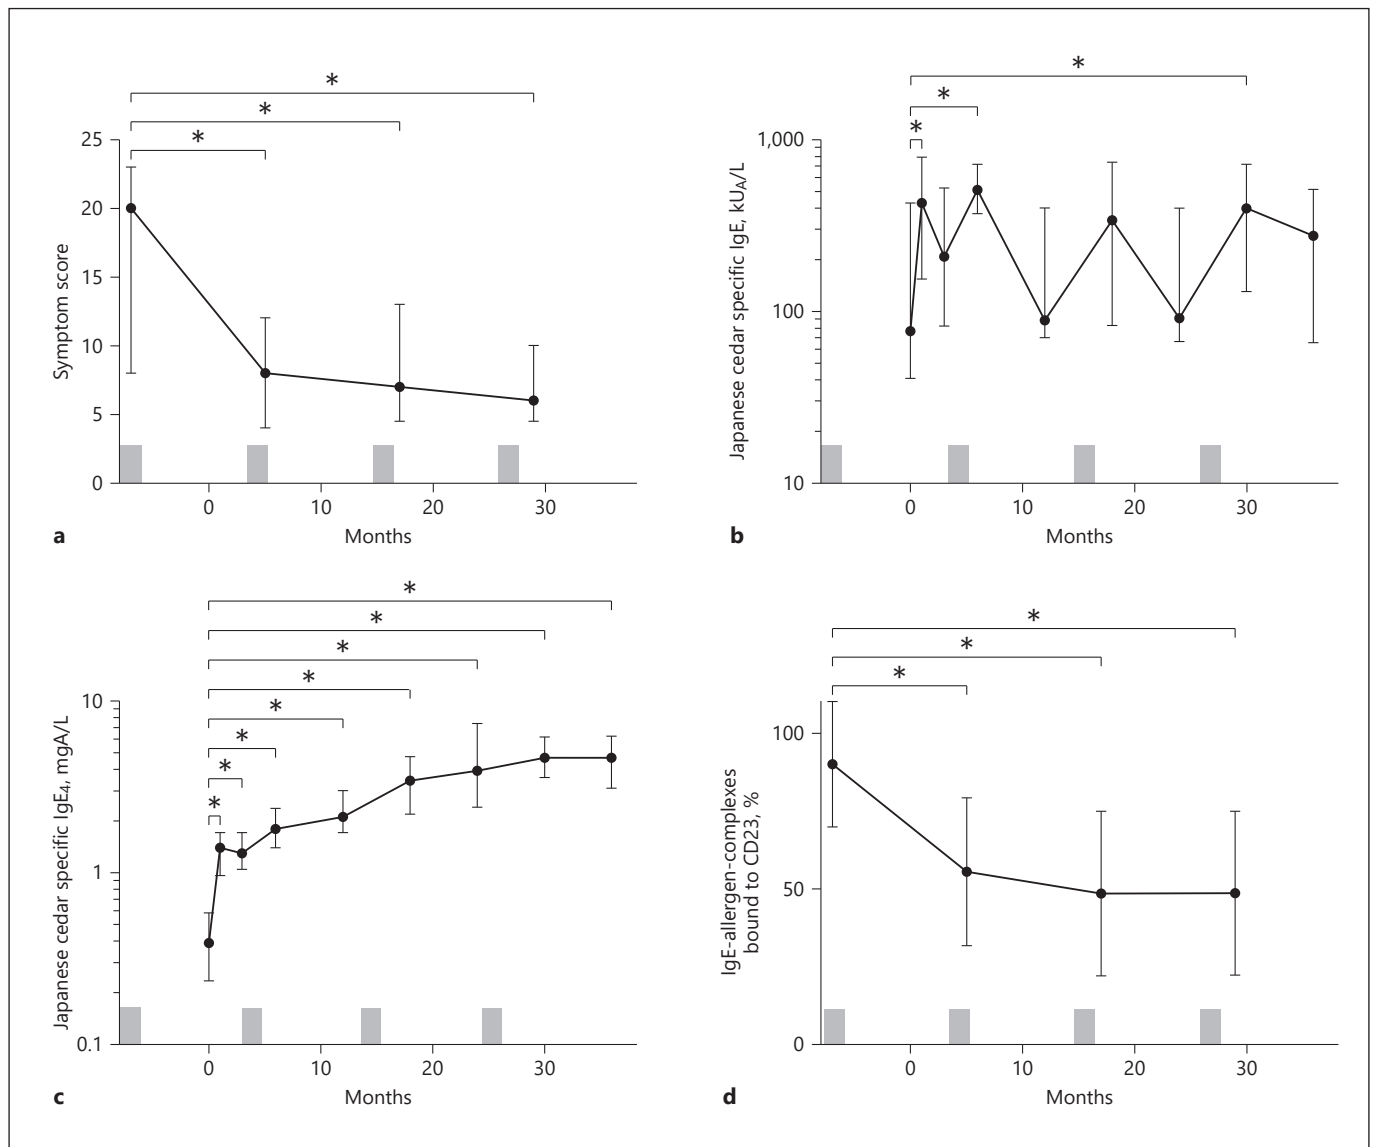 *
*
*
25
20
15
10
5
0
Symptom score
0 10 20 30
Months
a
*
*
*
1,000
100
10
Japanese cedar specific IgE, kUA/L
0 10 20 30
Months
b
*
*
*
*
*
*
*
*
10
1
0.1
Japanese cedar specific IgE4, mgA/L
0 10 20 30
Months
c
*
*
*
100
50
0
IgE-allergen-complexes
bound to CD23, %
0 10 20 30
Months
d